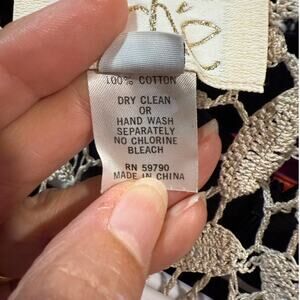 100% COTTON
DRY CLEAN
OR
HAND WASH
SEPARATELY
NO CHLORINE
BLEACH
RN 59790
MADE IN CHINA